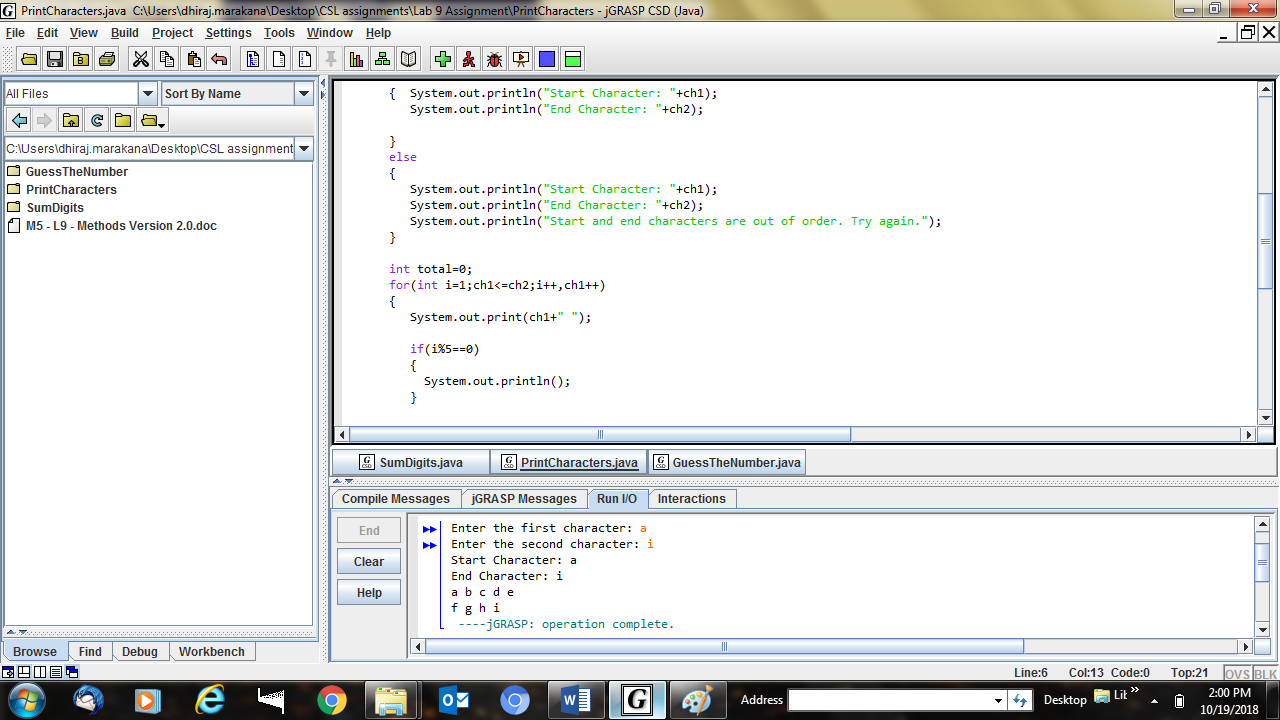 PrintCharacters.java  C:\Users\dhiraj.marakana\Desktop\CSL assignments\Lab 9 Assignment\PrintCharacters - jGRASP CSD (Java)
File Edit View Build Project Settings Tools Window Help
All Files Sort By Name
C:\Users\dhiraj.marakana\Desktop\CSL assignment
GuessTheNumber
PrintCharacters
SumDigits
M5 - L9 - Methods Version 2.0.doc
Browse Find Debug Workbench
{ System.out.println("Start Character: "+ch1);
System.out.println("End Character: "+ch2);
}
else
{
System.out.println("Start Character: "+ch1);
System.out.println("End Character: "+ch2);
System.out.println("Start and end characters are out of order. Try again.");
}
int total=0;
for(int i=1;ch1<=ch2;i++,ch1++)
{
System.out.print(ch1+" ");
if(i%5==0)
{
System.out.println();
}
SumDigits.java PrintCharacters.java GuessTheNumber.java
Compile Messages jGRASP Messages Run I/O Interactions
End
Clear
Help
Enter the first character: a
Enter the second character: i
Start Character: a
End Character: i
a b c d e
f g h i
----jGRASP: operation complete.
Line:6 Col:13 Code:0 Top:21 OVS BLK
Address Desktop Lib »
2:00 PM
10/19/2018